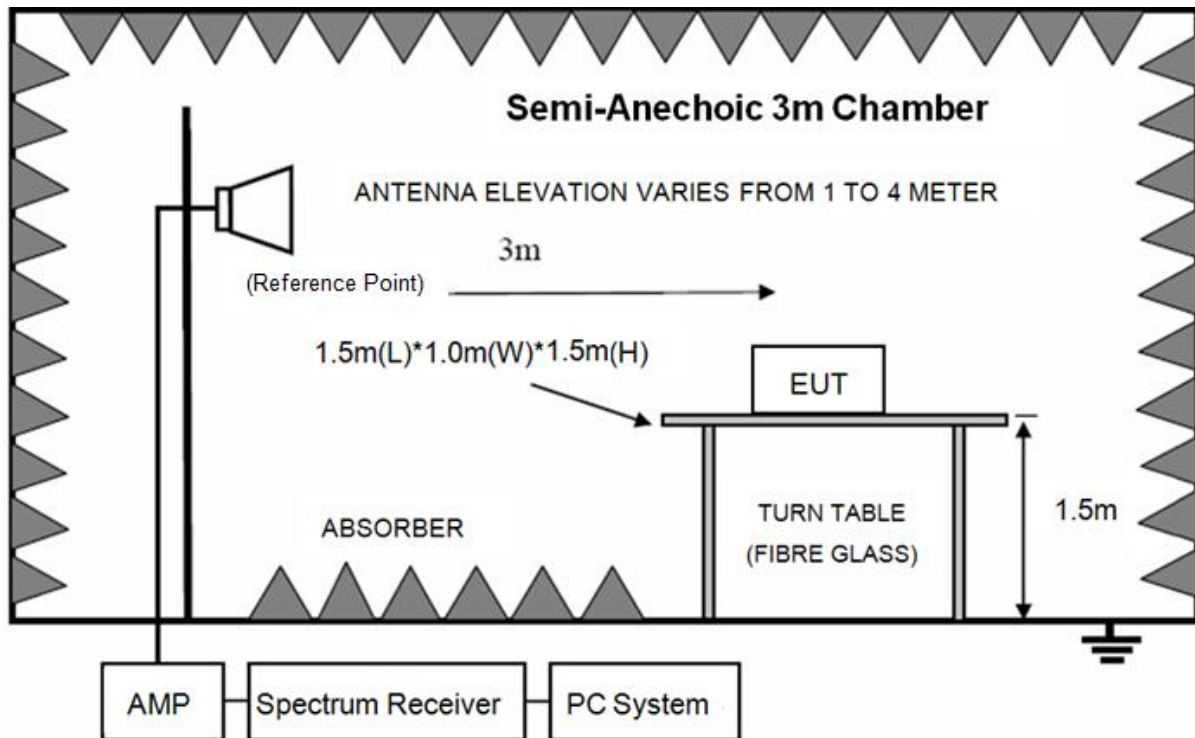 Semi-Anechoic 3m Chamber
ANTENNA ELEVATION VARIES FROM 1 TO 4 METER
3m
(Reference Point)
1.5m(L)*1.0m(W)*1.5m(H)
EUT
ABSORBER
TURN TABLE
(FIBRE GLASS)
1.5m
AMP
Spectrum Receiver
PC System